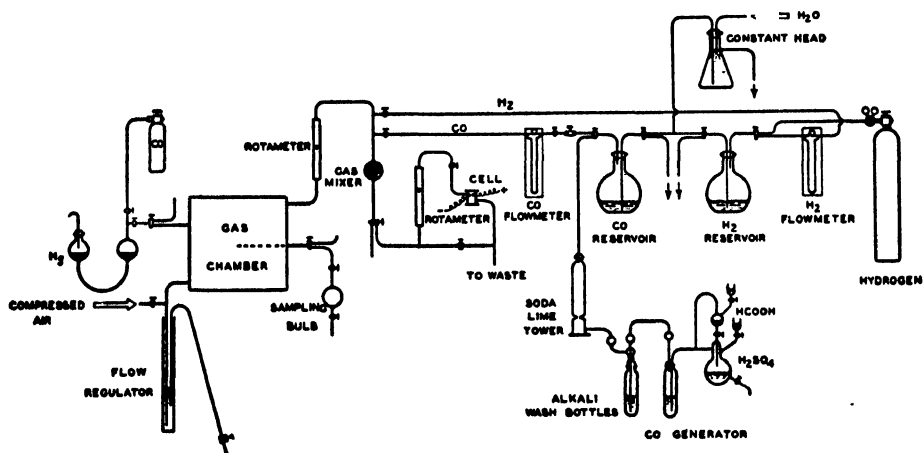 H2O
CONSTANT HEAD
H2
CO
CO
ROTAMETER
GAS
MIXER
CELL
ROTAMETER
CO
FLOWMETER
H2
FLOWMETER
CO
RESERVOIR
H2
RESERVOIR
HYDROGEN
GAS
CHAMBER
Hg
COMPRESSED
AIR
SAMPLING
BULB
TO WASTE
FLOW
REGULATOR
SODA
LIME
TOWER
HCOOH
H2SO4
ALKALI
WASH BOTTLES
CO GENERATOR